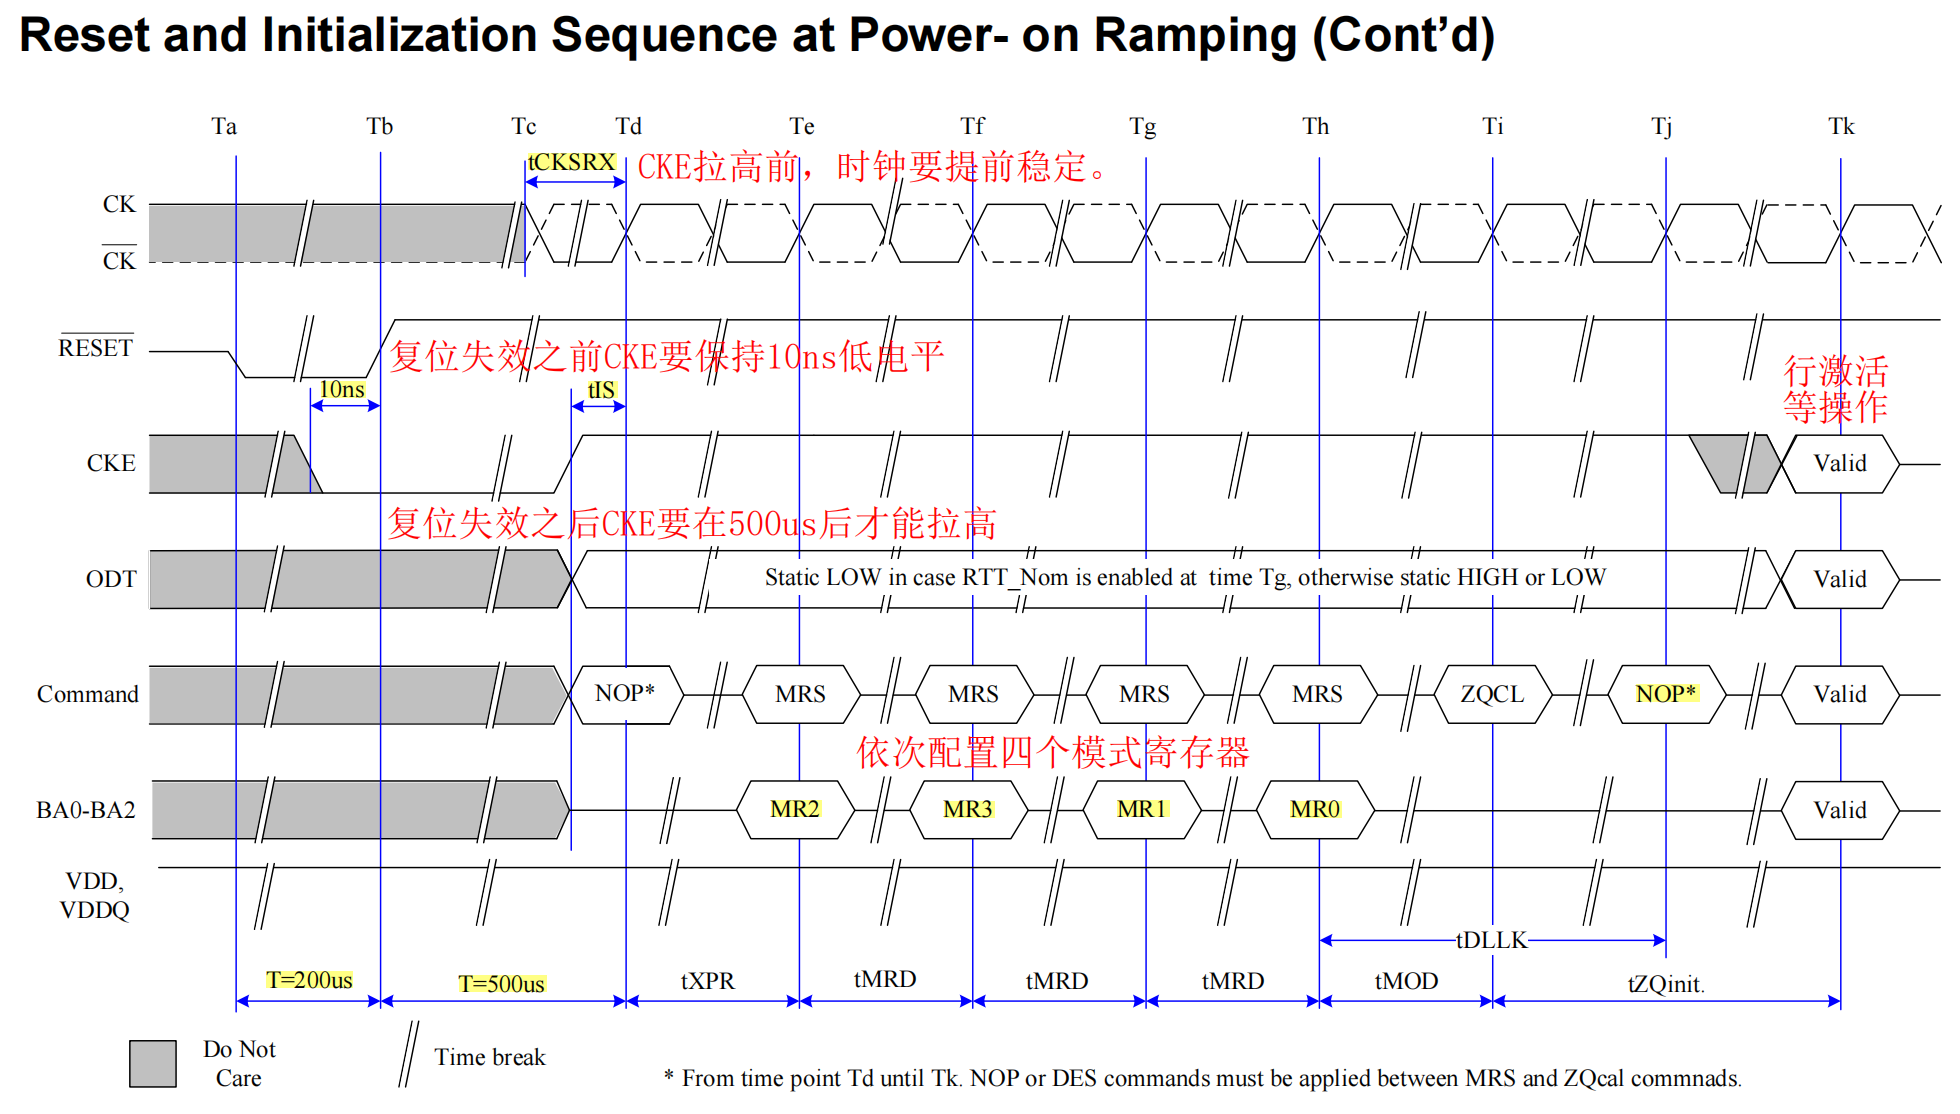 Reset and Initialization Sequence at Power- on Ramping (Cont’d)
Ta Tb Tc Td Te Tf Tg Th Ti Tj Tk
tCKSRX CKE拉高前，时钟要提前稳定。
CK
CK
RESET
复位失效之前CKE要保持10ns低电平
行激活
等操作
10ns tIS
CKE Valid
复位失效之后CKE要在500us后才能拉高
ODT Static LOW in case RTT_Nom is enabled at time Tg, otherwise static HIGH or LOW Valid
Command NOP* MRS MRS MRS MRS ZQCL NOP* Valid
依次配置四个模式寄存器
BA0-BA2 MR2 MR3 MR1 MR0 Valid
VDD,
VDDQ
tDLLK
T=200us T=500us tXPR tMRD tMRD tMRD tMOD tZQinit.
Do Not
Care
Time break
* From time point Td until Tk. NOP or DES commands must be applied between MRS and ZQcal commnads.